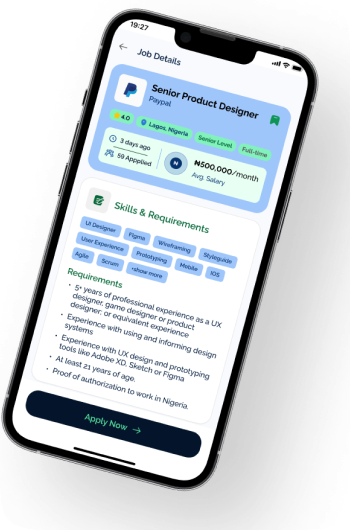 19:27
Job Details
Senior Product Designer
Paypal
4.0
Lagos, Nigeria
Senior Level
Full-time
3 days ago
59 Appplied
N
₦500,000/month
Avg. Salary
Skills & Requirements
UI Designer
Figma
Wireframing
Styleguide
User Experience
Prototyping
Mobile
IOS
Agile
Scrum
+show more
Requirements
• 5+ years of professional experience as a UX
designer, game designer or product
designer, or equivalent experience
• Experience with using and informing design
systems
• Experience with UX design and prototyping
tools like Adobe XD, Sketch or Figma
• At least 21 years of age.
• Proof of authorization to work in Nigeria.
Apply Now →